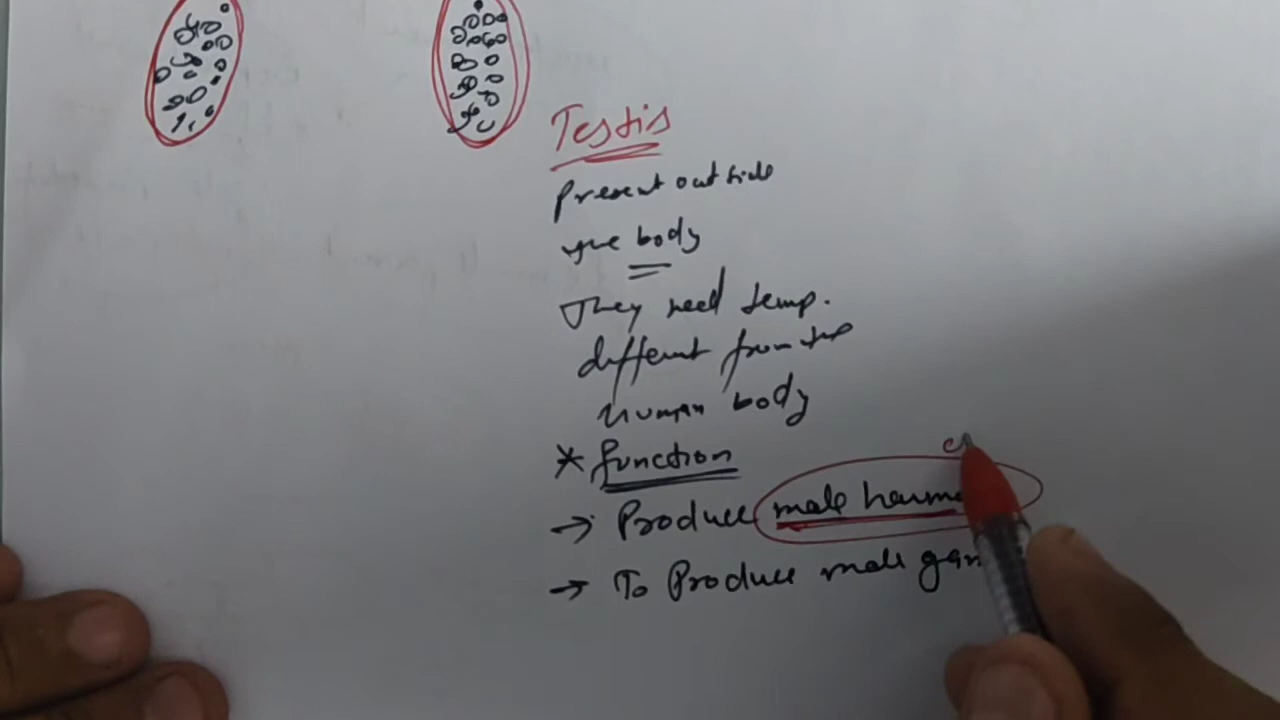 Testis
Present outside
the body
They need temp.
different from the
human body
* function
→ Produce male harm
→ To Produce male gam